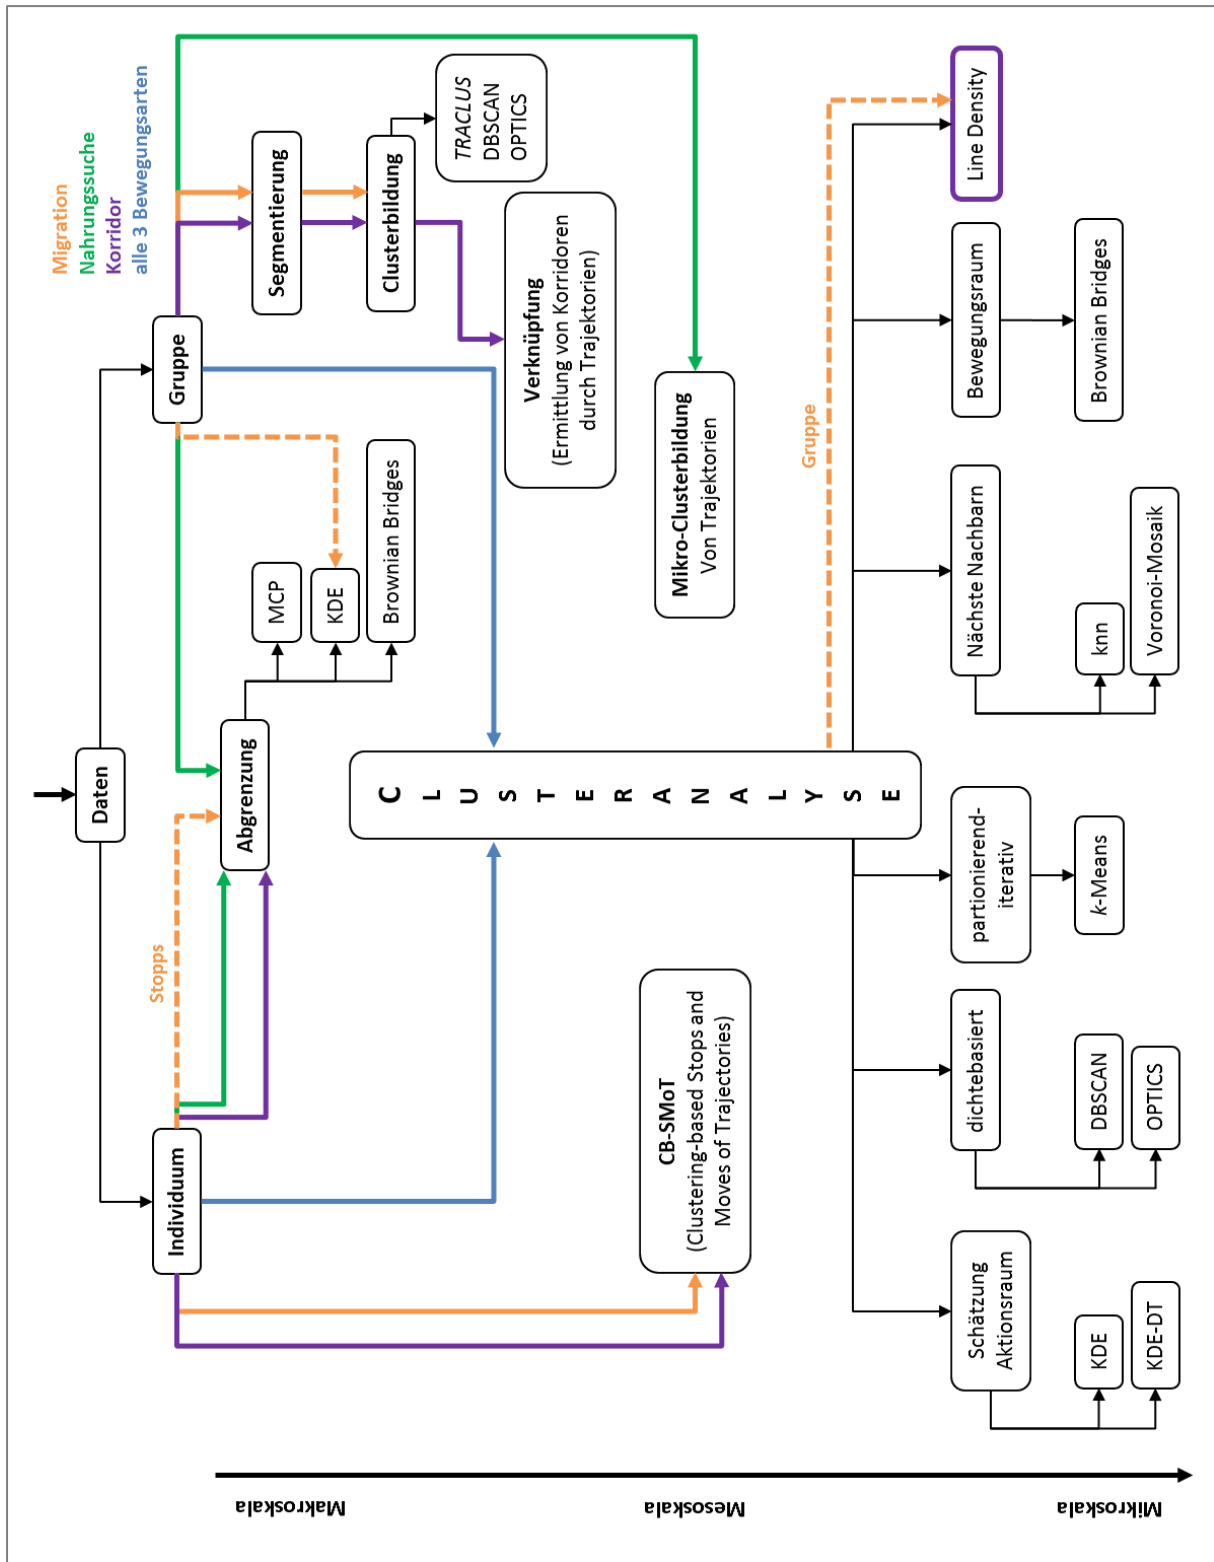 Migration
Nahrungssuche
Korridor
alle 3 Bewegungsarten
Daten
Individuum
Gruppe
Stopps
Abgrenzung
MCP
KDE
Brownian Bridges
Segmentierung
Clusterbildung
TRACLUS
DBSCAN
OPTICS
Verknüpfung
(Ermittlung von Korridoren
durch Trajektorien)
CLUSTERANALYSE
CB-SMoT
(Clustering-based Stops and
Moves of Trajectories)
Mikro-Clusterbildung
Von Trajektorien
Gruppe
Schätzung
Aktionsraum
KDE
KDE-DT
dichtebasiert
DBSCAN
OPTICS
partionierend-
iterativ
k-Means
Nächste Nachbarn
knn
Voronoi-Mosaik
Bewegungsraum
Brownian Bridges
Line Density
Makroskala
Mesoskala
Mikroskala